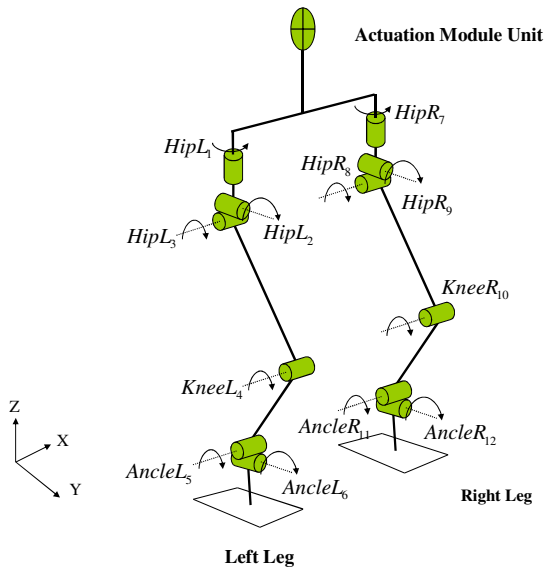 Actuation Module Unit
HipR7
HipL1
HipR8
HipR9
HipL3
HipL2
KneeR10
KneeL4
Z
X
Y
AncleR11
AncleR12
AncleL5
AncleL6
Right Leg
Left Leg